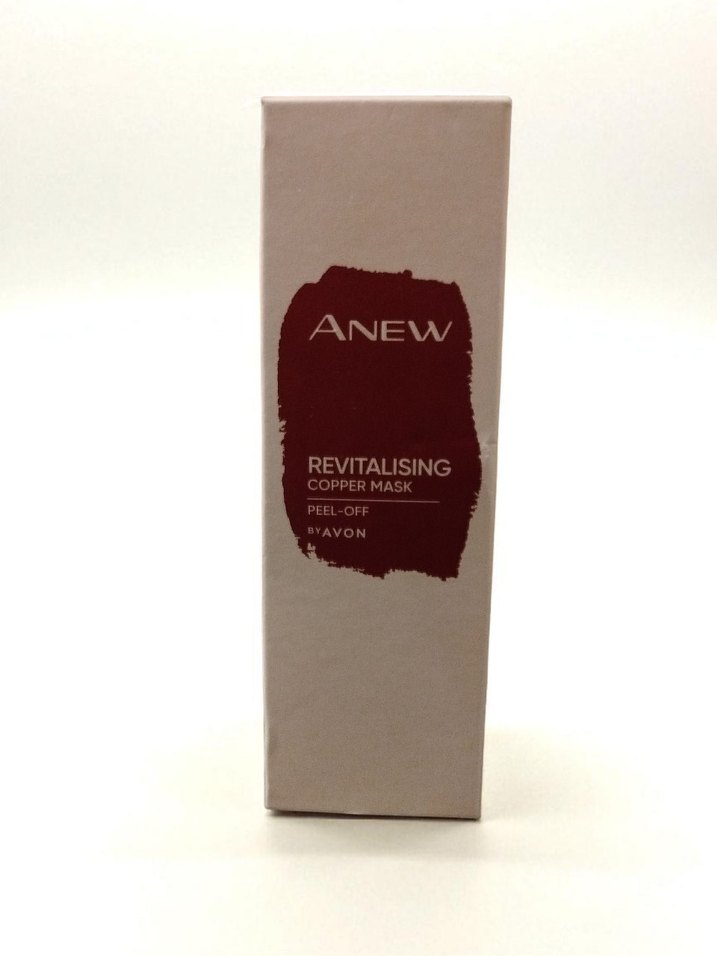 ANEW
REVITALISING
COPPER MASK
PEEL-OFF
BY AVON